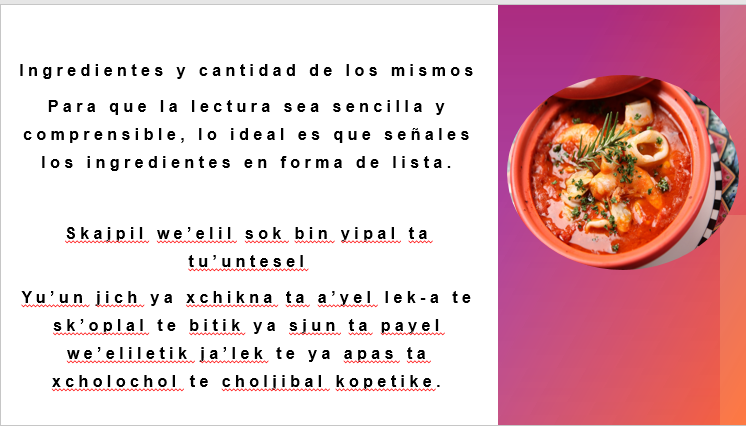 Ingredientes y cantidad de los mismos
Para que la lectura sea sencilla y
comprensible, lo ideal es que señales
los ingredientes en forma de lista.
Skajpil we’elil sok bin yipal ta
tu’untesel
Yu’un jich ya xchikna ta a’yel lek-a te
sk’oplal te bitik ya sjun ta payel
we’eliletik ja’lek te ya apas ta
xcholochol te choljibal kopetike.